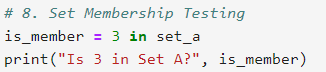 # 8. Set Membership Testing
is_member = 3 in set_a
print("Is 3 in Set A?", is_member)